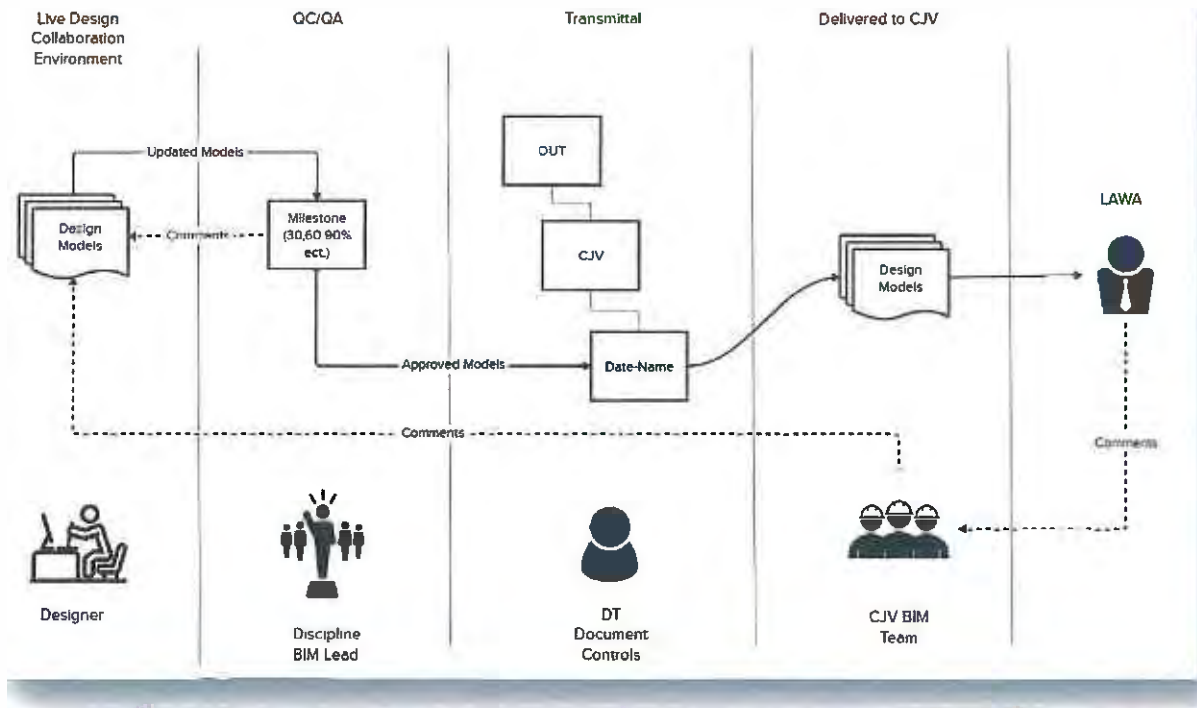 Live Design
Collaboration
Environment
QC/QA
Transmittal
Delivered to CJV
Updated Models
Design
Models
Comments
Milestone
(30,60 90%
ect.)
OUT
CJV
Date-Name
Approved Models
Design
Models
LAWA
Comments
Comments
Designer
Discipline
BIM Lead
DT
Document
Controls
CJV BIM
Team